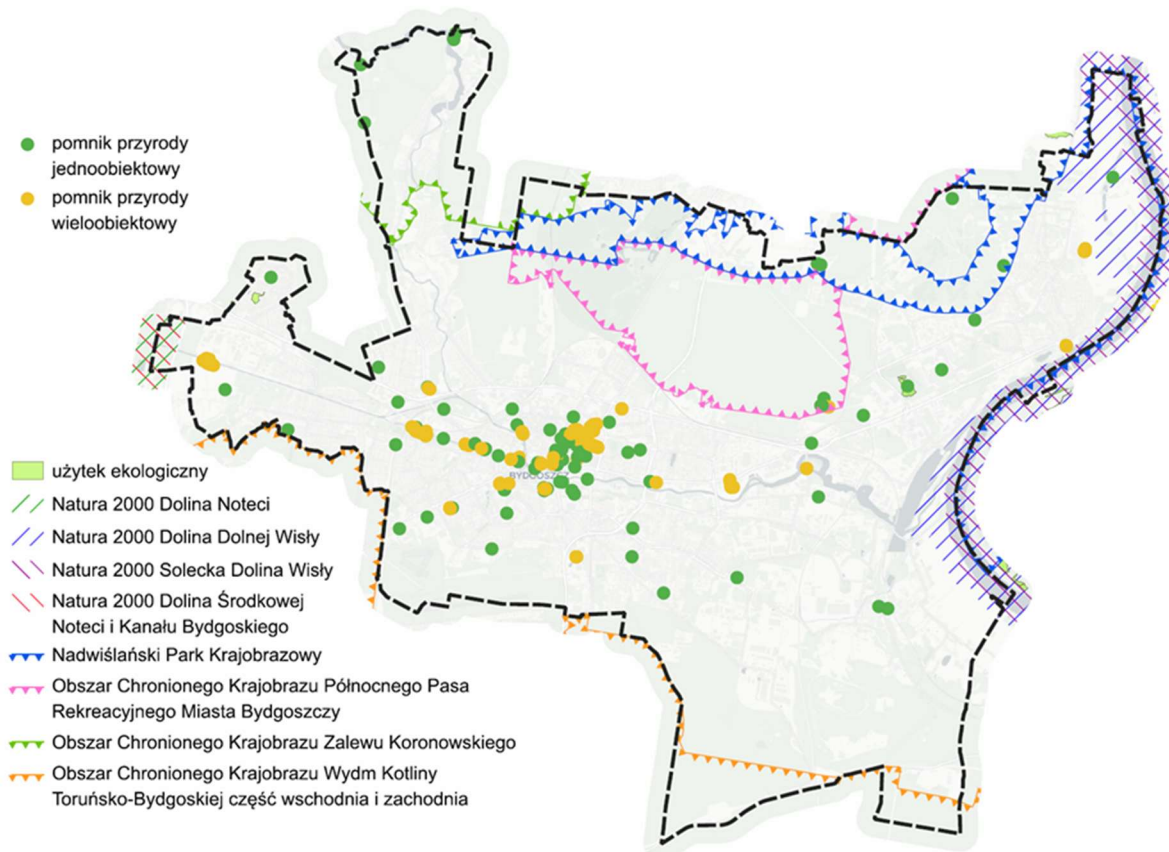 pomnik przyrody
jednoobiektowy
pomnik przyrody
wieloobiektowy
BYDGOSZCZ
użytek ekologiczny
Natura 2000 Dolina Noteci
Natura 2000 Dolina Dolnej Wisły
Natura 2000 Solecka Dolina Wisły
Natura 2000 Dolina Środkowej
Noteci i Kanału Bydgoskiego
Nadwiślański Park Krajobrazowy
Obszar Chronionego Krajobrazu Północnego Pasa
Rekreacyjnego Miasta Bydgoszczy
Obszar Chronionego Krajobrazu Zalewu Koronowskiego
Obszar Chronionego Krajobrazu Wydm Kotliny
Toruńsko-Bydgoskiej część wschodnia i zachodnia